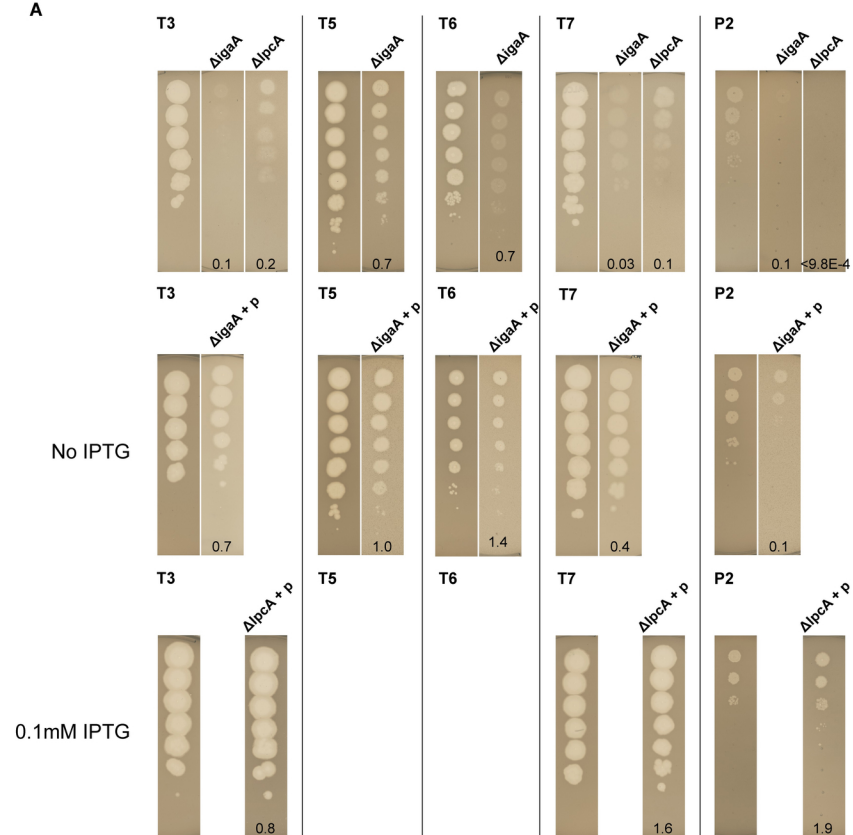 A
T3 T5 T6 T7 P2
ΔigaA ΔlpcA ΔigaA ΔigaA ΔigaA ΔlpcA ΔigaA ΔlpcA
0.1 0.2 0.7 0.7 0.03 0.1 0.1 <9.8E-4
T3 T5 T6 T7 P2
ΔigaA + p ΔigaA + p ΔigaA + p ΔigaA + p ΔigaA + p
No IPTG
0.7 1.0 1.4 0.4 0.1
T3 T5 T6 T7 P2
ΔlpcA + p ΔlpcA + p ΔlpcA + p
0.1mM IPTG
0.8 1.6 1.9